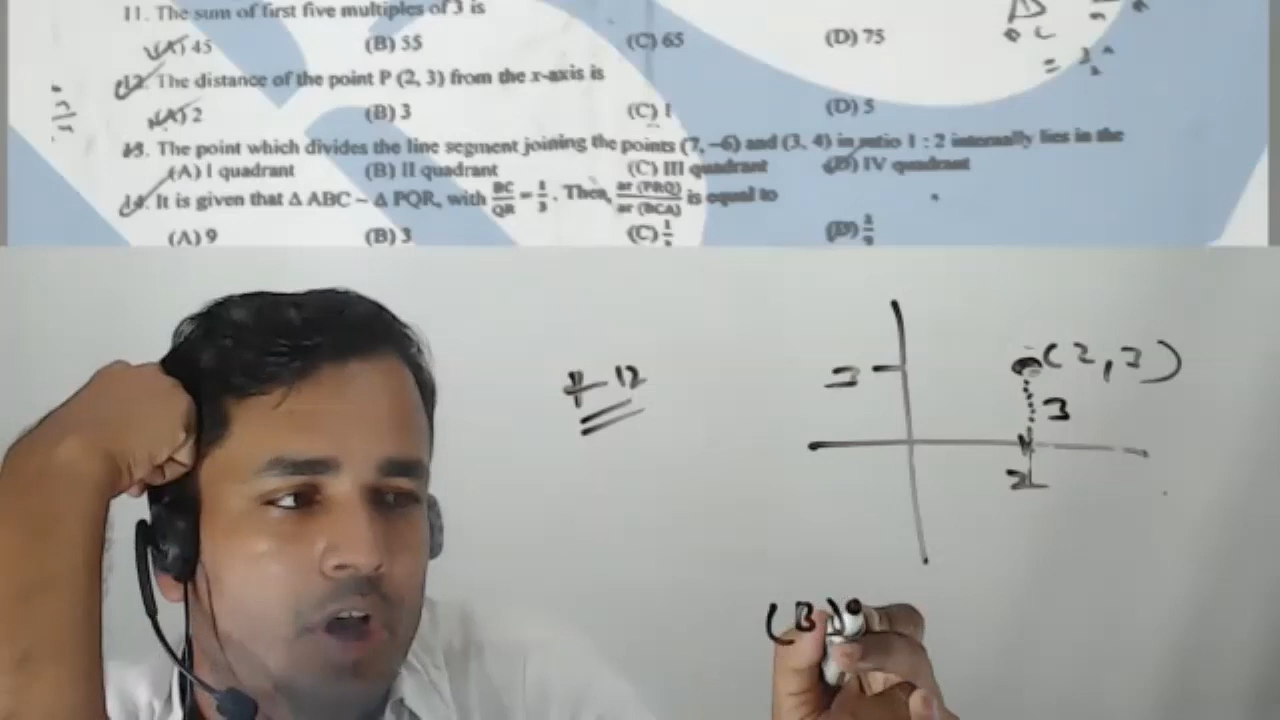 11. The sum of first five multiples of 3 is
(A) 45 (B) 55 (C) 65 (D) 75
12. The distance of the point P (2, 3) from the x-axis is
(A) 2 (B) 3 (C) 1 (D) 5
13. The point which divides the line segment joining the points (7, –6) and (3, 4) in ratio 1 : 2 internally lies in the
(A) I quadrant (B) II quadrant (C) III quadrant (D) IV quadrant
14. It is given that Δ ABC ~ Δ PQR, with BC/QR = 1/3. Then, ar (PRQ)/ar (BCA) is equal to
(A) 9 (B) 3
12
3 (2, 3)
3
2
(B)